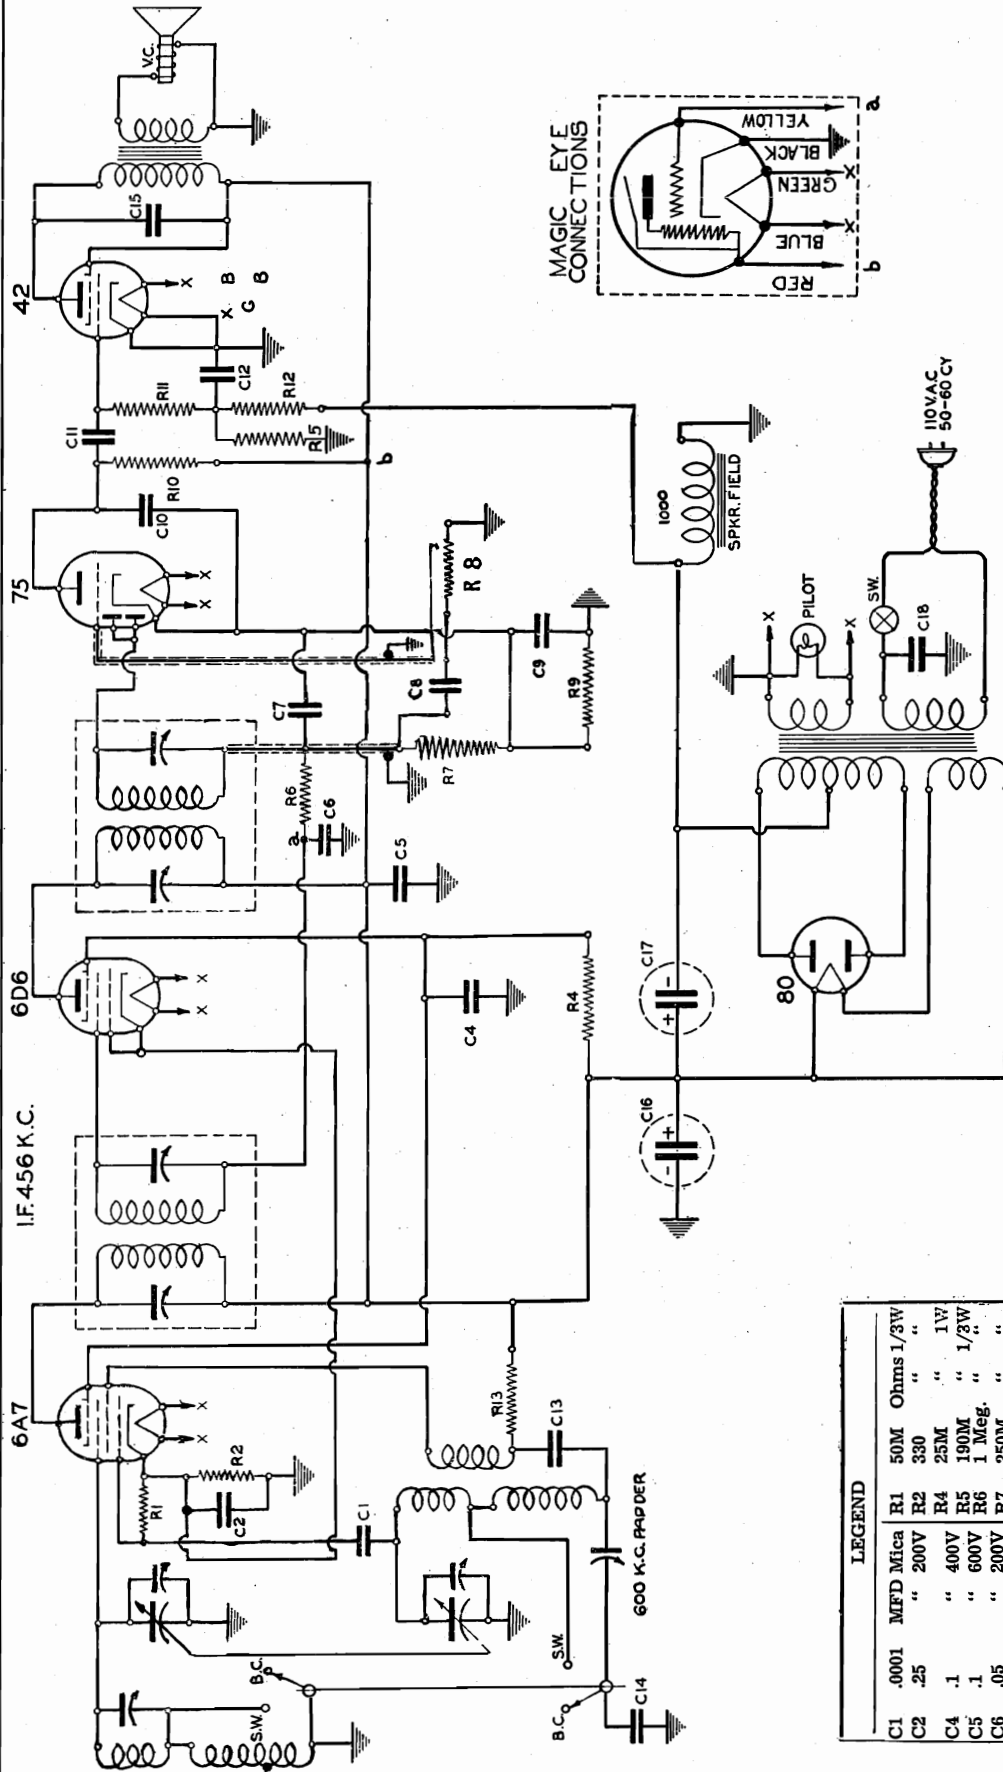 6A7
I.F. 456 K.C.
6D6
75
42
V.C.
C15
C11
R11
R10
C10
C12
R12
R 5
X
G
B
B
X
b
R 8
C7
C8
C9
R9
R7
R6
a
C6
C5
C4
R4
R13
C13
R1
R2
C2
C1
600 K.C. PADDER
B.C.
S.W.
B.C.
S.W.
C14
X
X
X
X
X
X
MAGIC EYE
CONNECTIONS
YELLOW
BLACK
GREEN
BLUE
RED
a
X
X
b
1000
SPKR. FIELD
C16
- +
C17
+ -
80
X
PILOT
X
SW.
C18
110 V. A.C.
50-60 CY
LEGEND
C1 .0001 MFD Mica R1 50M Ohms 1/3W
C2 .25 " 200V R2 330 " "
C4 .1 " 400V R4 25M " 1W
C5 .1 " 600V R5 190M " 1/3W
C6 .05 " 200V R6 1 Meg. "
R7 250M " "